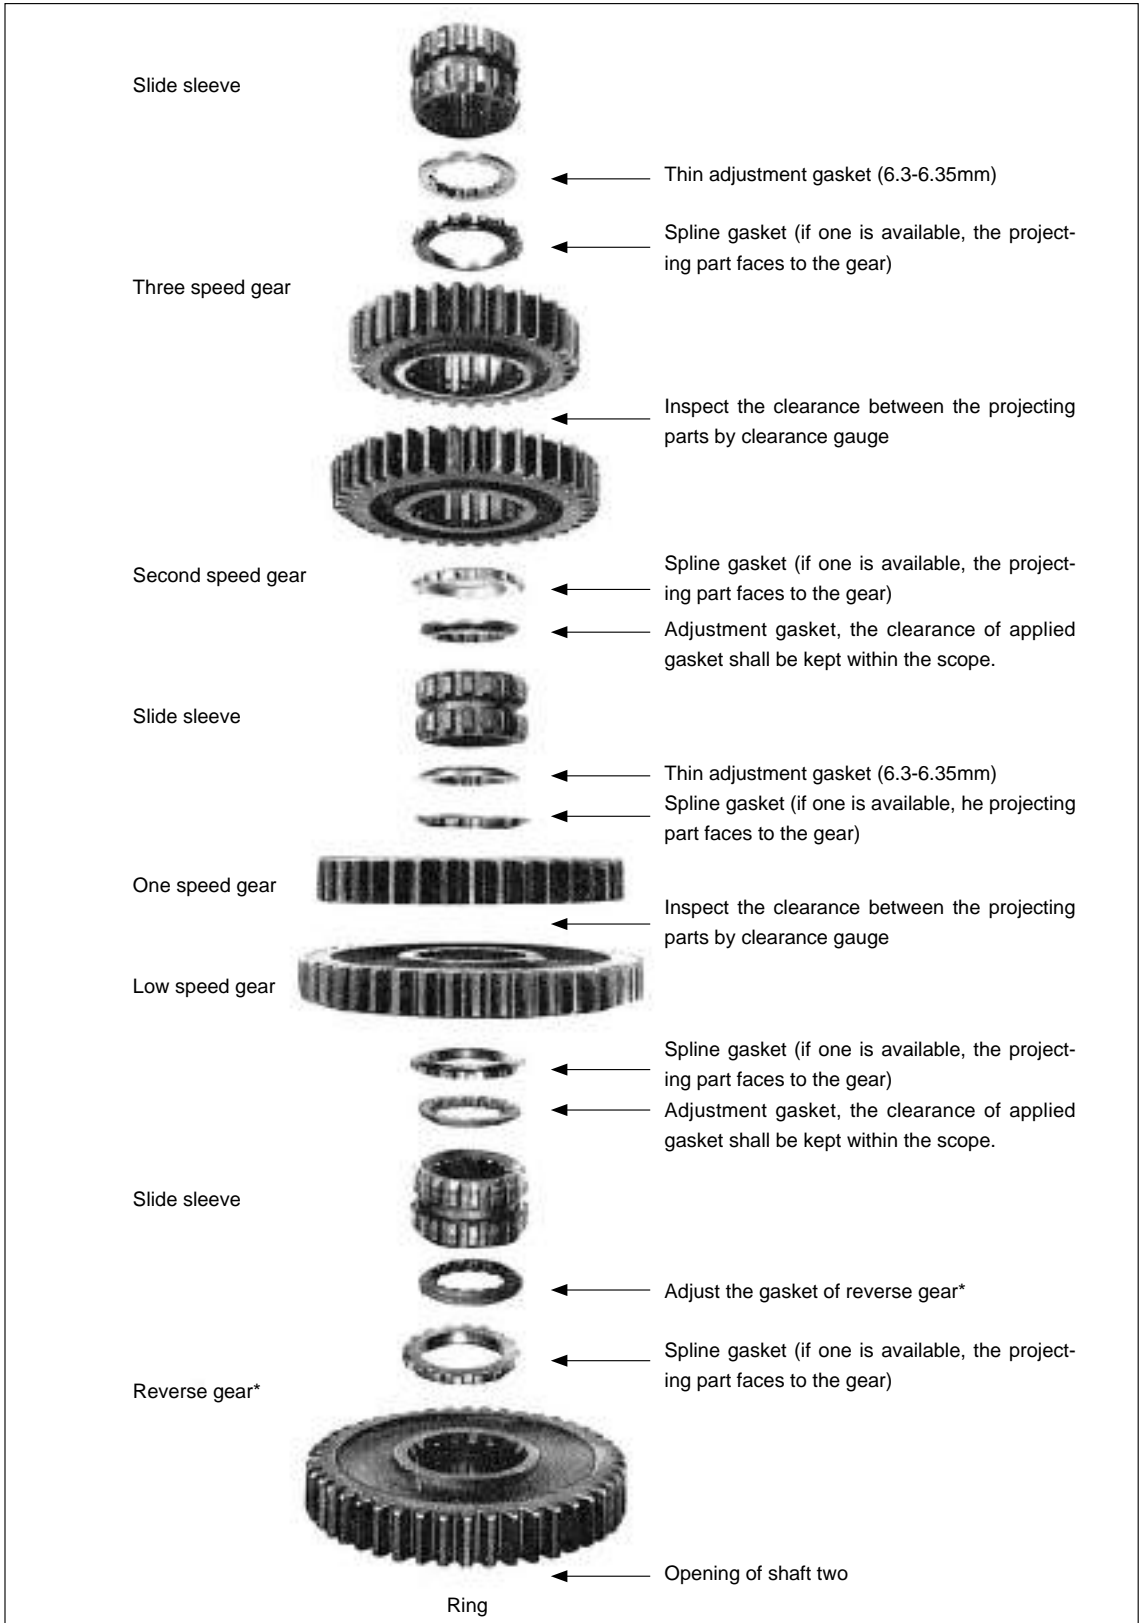 Slide sleeve
Thin adjustment gasket (6.3-6.35mm)
Spline gasket (if one is available, the project-
ing part faces to the gear)
Three speed gear
Inspect the clearance between the projecting
parts by clearance gauge
Second speed gear
Spline gasket (if one is available, the project-
ing part faces to the gear)
Adjustment gasket, the clearance of applied
gasket shall be kept within the scope.
Slide sleeve
Thin adjustment gasket (6.3-6.35mm)
Spline gasket (if one is available, he projecting
part faces to the gear)
One speed gear
Inspect the clearance between the projecting
parts by clearance gauge
Low speed gear
Spline gasket (if one is available, the project-
ing part faces to the gear)
Adjustment gasket, the clearance of applied
gasket shall be kept within the scope.
Slide sleeve
Adjust the gasket of reverse gear*
Spline gasket (if one is available, the project-
ing part faces to the gear)
Reverse gear*
Opening of shaft two
Ring